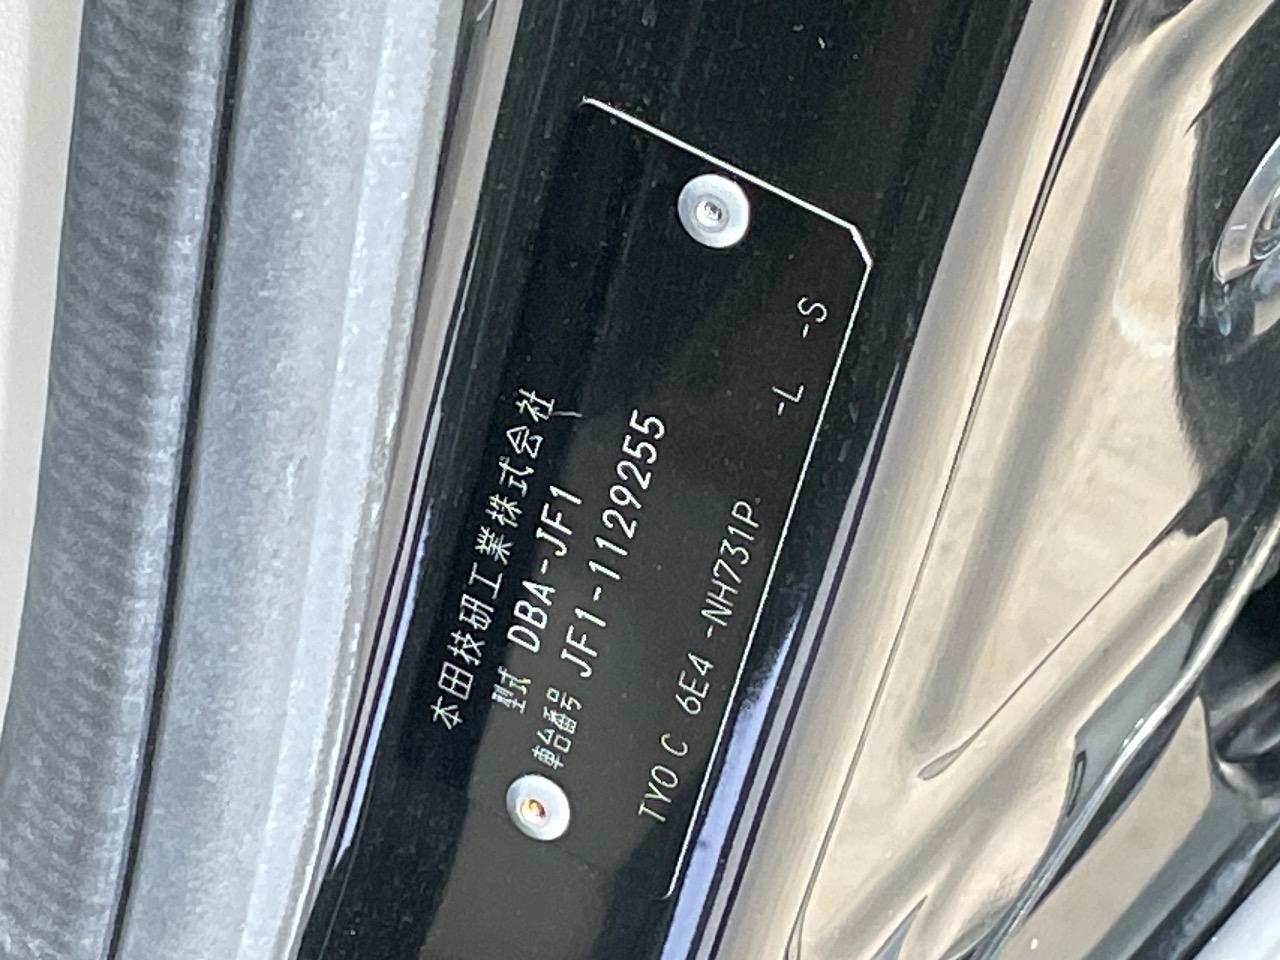 本田技研工業株式会社
型式 DBA-JF1
車台番号 JF1-1129255
TY0 C 6E4 -NH731P -L -S